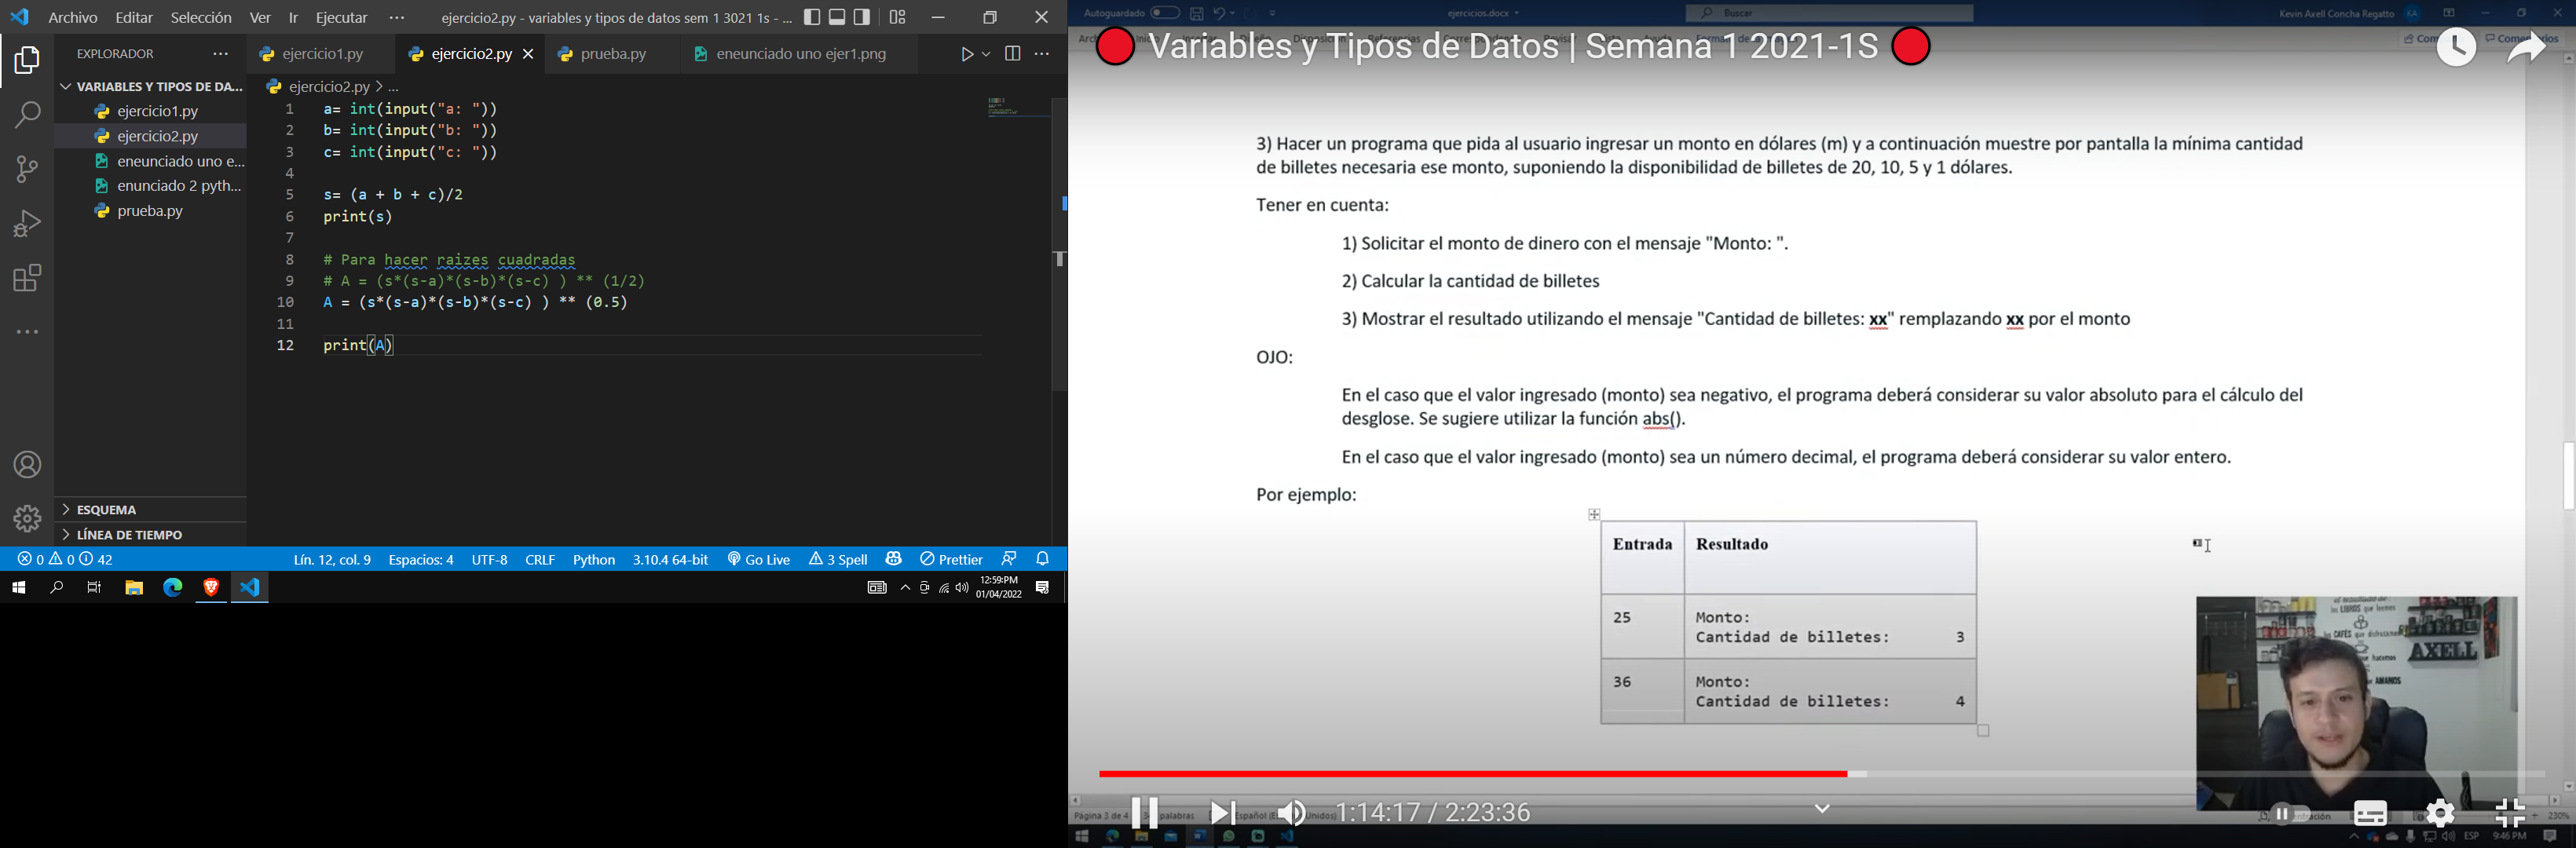 Archivo Editar Selección Ver Ir Ejecutar ··· ejercicio2.py - variables y tipos de datos sem 1 3021 1s - ...
EXPLORADOR ···
ejercicio1.py ejercicio2.py prueba.py eneunciado uno ejer1.png
VARIABLES Y TIPOS DE DA...
ejercicio1.py
ejercicio2.py
eneunciado uno e...
enunciado 2 pyth...
prueba.py
ESQUEMA
LÍNEA DE TIEMPO
ejercicio2.py > ...
1 a= int(input("a: "))
2 b= int(input("b: "))
3 c= int(input("c: "))
4
5 s= (a + b + c)/2
6 print(s)
7
8 # Para hacer raizes cuadradas
9 # A = (s*(s-a)*(s-b)*(s-c) ) ** (1/2)
10 A = (s*(s-a)*(s-b)*(s-c) ) ** (0.5)
11
12 print(A)
0 0 42 Lín. 12, col. 9 Espacios: 4 UTF-8 CRLF Python 3.10.4 64-bit Go Live 3 Spell Prettier
12:59:PM
01/04/2022
Autoguardado ejercicios.docx Buscar Kevin Axell Concha Regatto KA
Variables y Tipos de Datos | Semana 1 2021-1S
3) Hacer un programa que pida al usuario ingresar un monto en dólares (m) y a continuación muestre por pantalla la mínima cantidad
de billetes necesaria ese monto, suponiendo la disponibilidad de billetes de 20, 10, 5 y 1 dólares.
Tener en cuenta:
1) Solicitar el monto de dinero con el mensaje "Monto: ".
2) Calcular la cantidad de billetes
3) Mostrar el resultado utilizando el mensaje "Cantidad de billetes: xx" remplazando xx por el monto
OJO:
En el caso que el valor ingresado (monto) sea negativo, el programa deberá considerar su valor absoluto para el cálculo del
desglose. Se sugiere utilizar la función abs().
En el caso que el valor ingresado (monto) sea un número decimal, el programa deberá considerar su valor entero.
Por ejemplo:
Entrada Resultado
25 Monto:
Cantidad de billetes: 3
36 Monto:
Cantidad de billetes: 4
LIBROS que leemos
AXELL
AMAMOS
1:14:17 / 2:23:36
Página 3 de 4 palabras Español 230%
ESP 9:46 PM